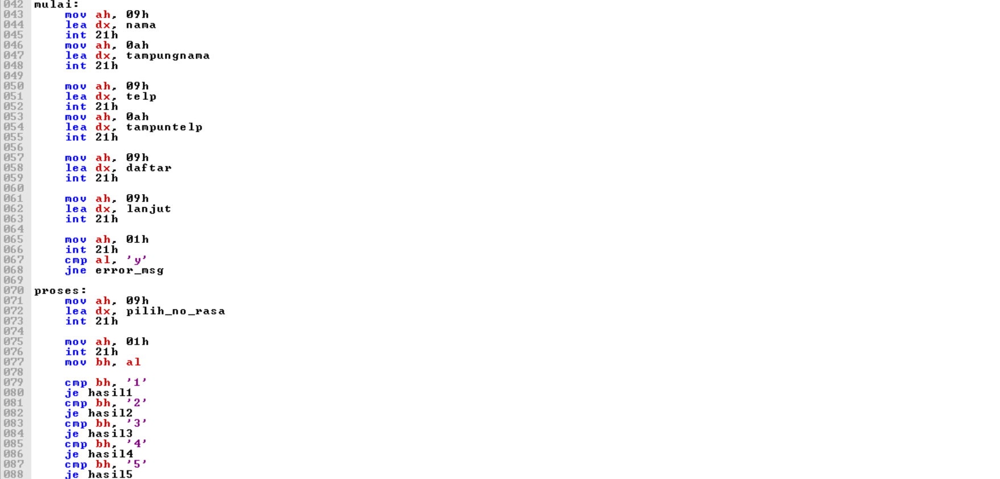 042 mulai:
043 mov ah, 09h
044 lea dx, nama
045 int 21h
046 mov ah, 0ah
047 lea dx, tampungnama
048 int 21h
049
050 mov ah, 09h
051 lea dx, telp
052 int 21h
053 mov ah, 0ah
054 lea dx, tampuntelp
055 int 21h
056
057 mov ah, 09h
058 lea dx, daftar
059 int 21h
060
061 mov ah, 09h
062 lea dx, lanjut
063 int 21h
064
065 mov ah, 01h
066 int 21h
067 cmp al, 'y'
068 jne error_msg
069
070 proses:
071 mov ah, 09h
072 lea dx, pilih_no_rasa
073 int 21h
074
075 mov ah, 01h
076 int 21h
077 mov bh, al
078
079 cmp bh, '1'
080 je hasil1
081 cmp bh, '2'
082 je hasil2
083 cmp bh, '3'
084 je hasil3
085 cmp bh, '4'
086 je hasil4
087 cmp bh, '5'
088 je hasil5